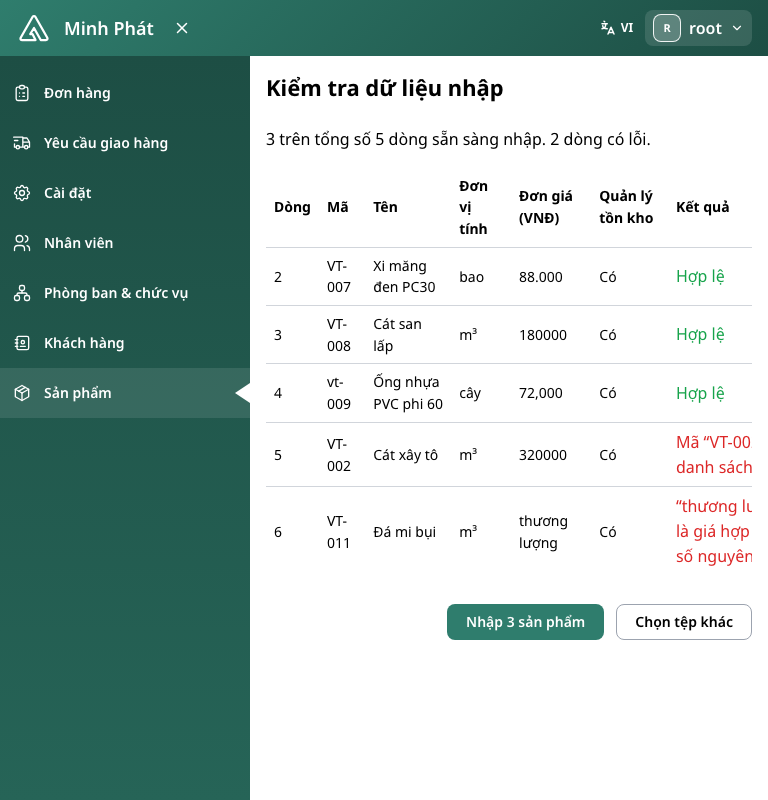 Minh Phát
VI
R
root
Đơn hàng
Yêu cầu giao hàng
Cài đặt
Nhân viên
Phòng ban & chức vụ
Khách hàng
Sản phẩm
Kiểm tra dữ liệu nhập
3 trên tổng số 5 dòng sẵn sàng nhập. 2 dòng có lỗi.
Dòng
Mã
Tên
Đơn
vị
tính
Đơn giá
(VNĐ)
Quản lý
tồn kho
Kết quả
2
VT-
007
Xi măng
đen PC30
bao
88.000
Có
Hợp lệ
3
VT-
008
Cát san
lấp
m³
180000
Có
Hợp lệ
4
vt-
009
Ống nhựa
PVC phi 60
cây
72,000
Có
Hợp lệ
5
VT-
002
Cát xây tô
m³
320000
Có
Mã “VT-00
danh sách
6
VT-
011
Đá mi bụi
m³
thương
lượng
Có
“thương
là giá hợp
số nguyên
Nhập 3 sản phẩm
Chọn tệp khác